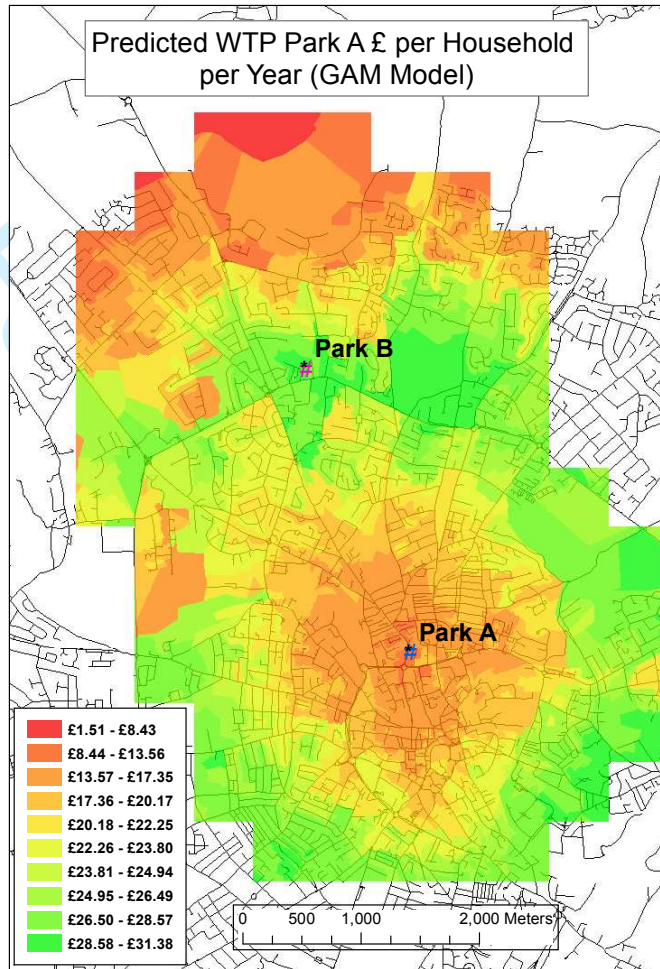 Predicted WTP Park A £ per Household
per Year (GAM Model)
*
# Park B
*
# Park A
£1.51 - £8.43
£8.44 - £13.56
£13.57 - £17.35
£17.36 - £20.17
£20.18 - £22.25
£22.26 - £23.80
£23.81 - £24.94
£24.95 - £26.49
£26.50 - £28.57
£28.58 - £31.38
0 500 1,000 2,000 Meters